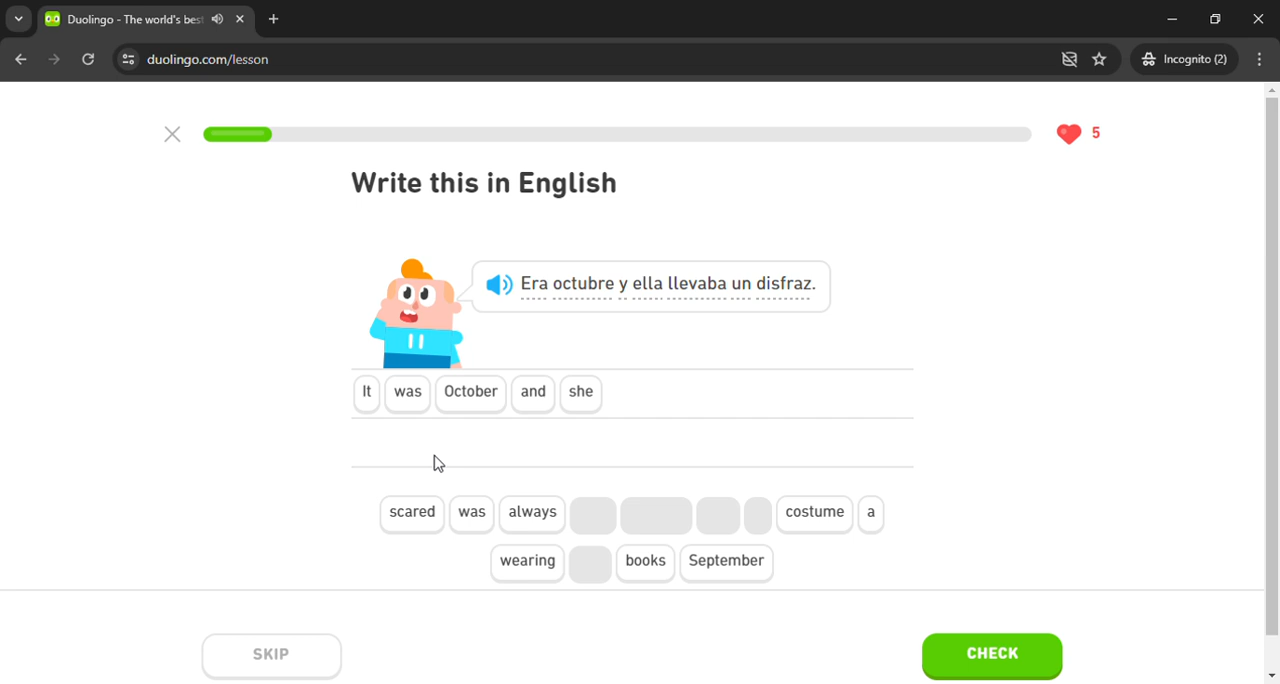 Duolingo - The world's best
duolingo.com/lesson
Incognito (2)
5
Write this in English
Era octubre y ella llevaba un disfraz.
It was October and she
scared was always costume a
wearing books September
SKIP
CHECK